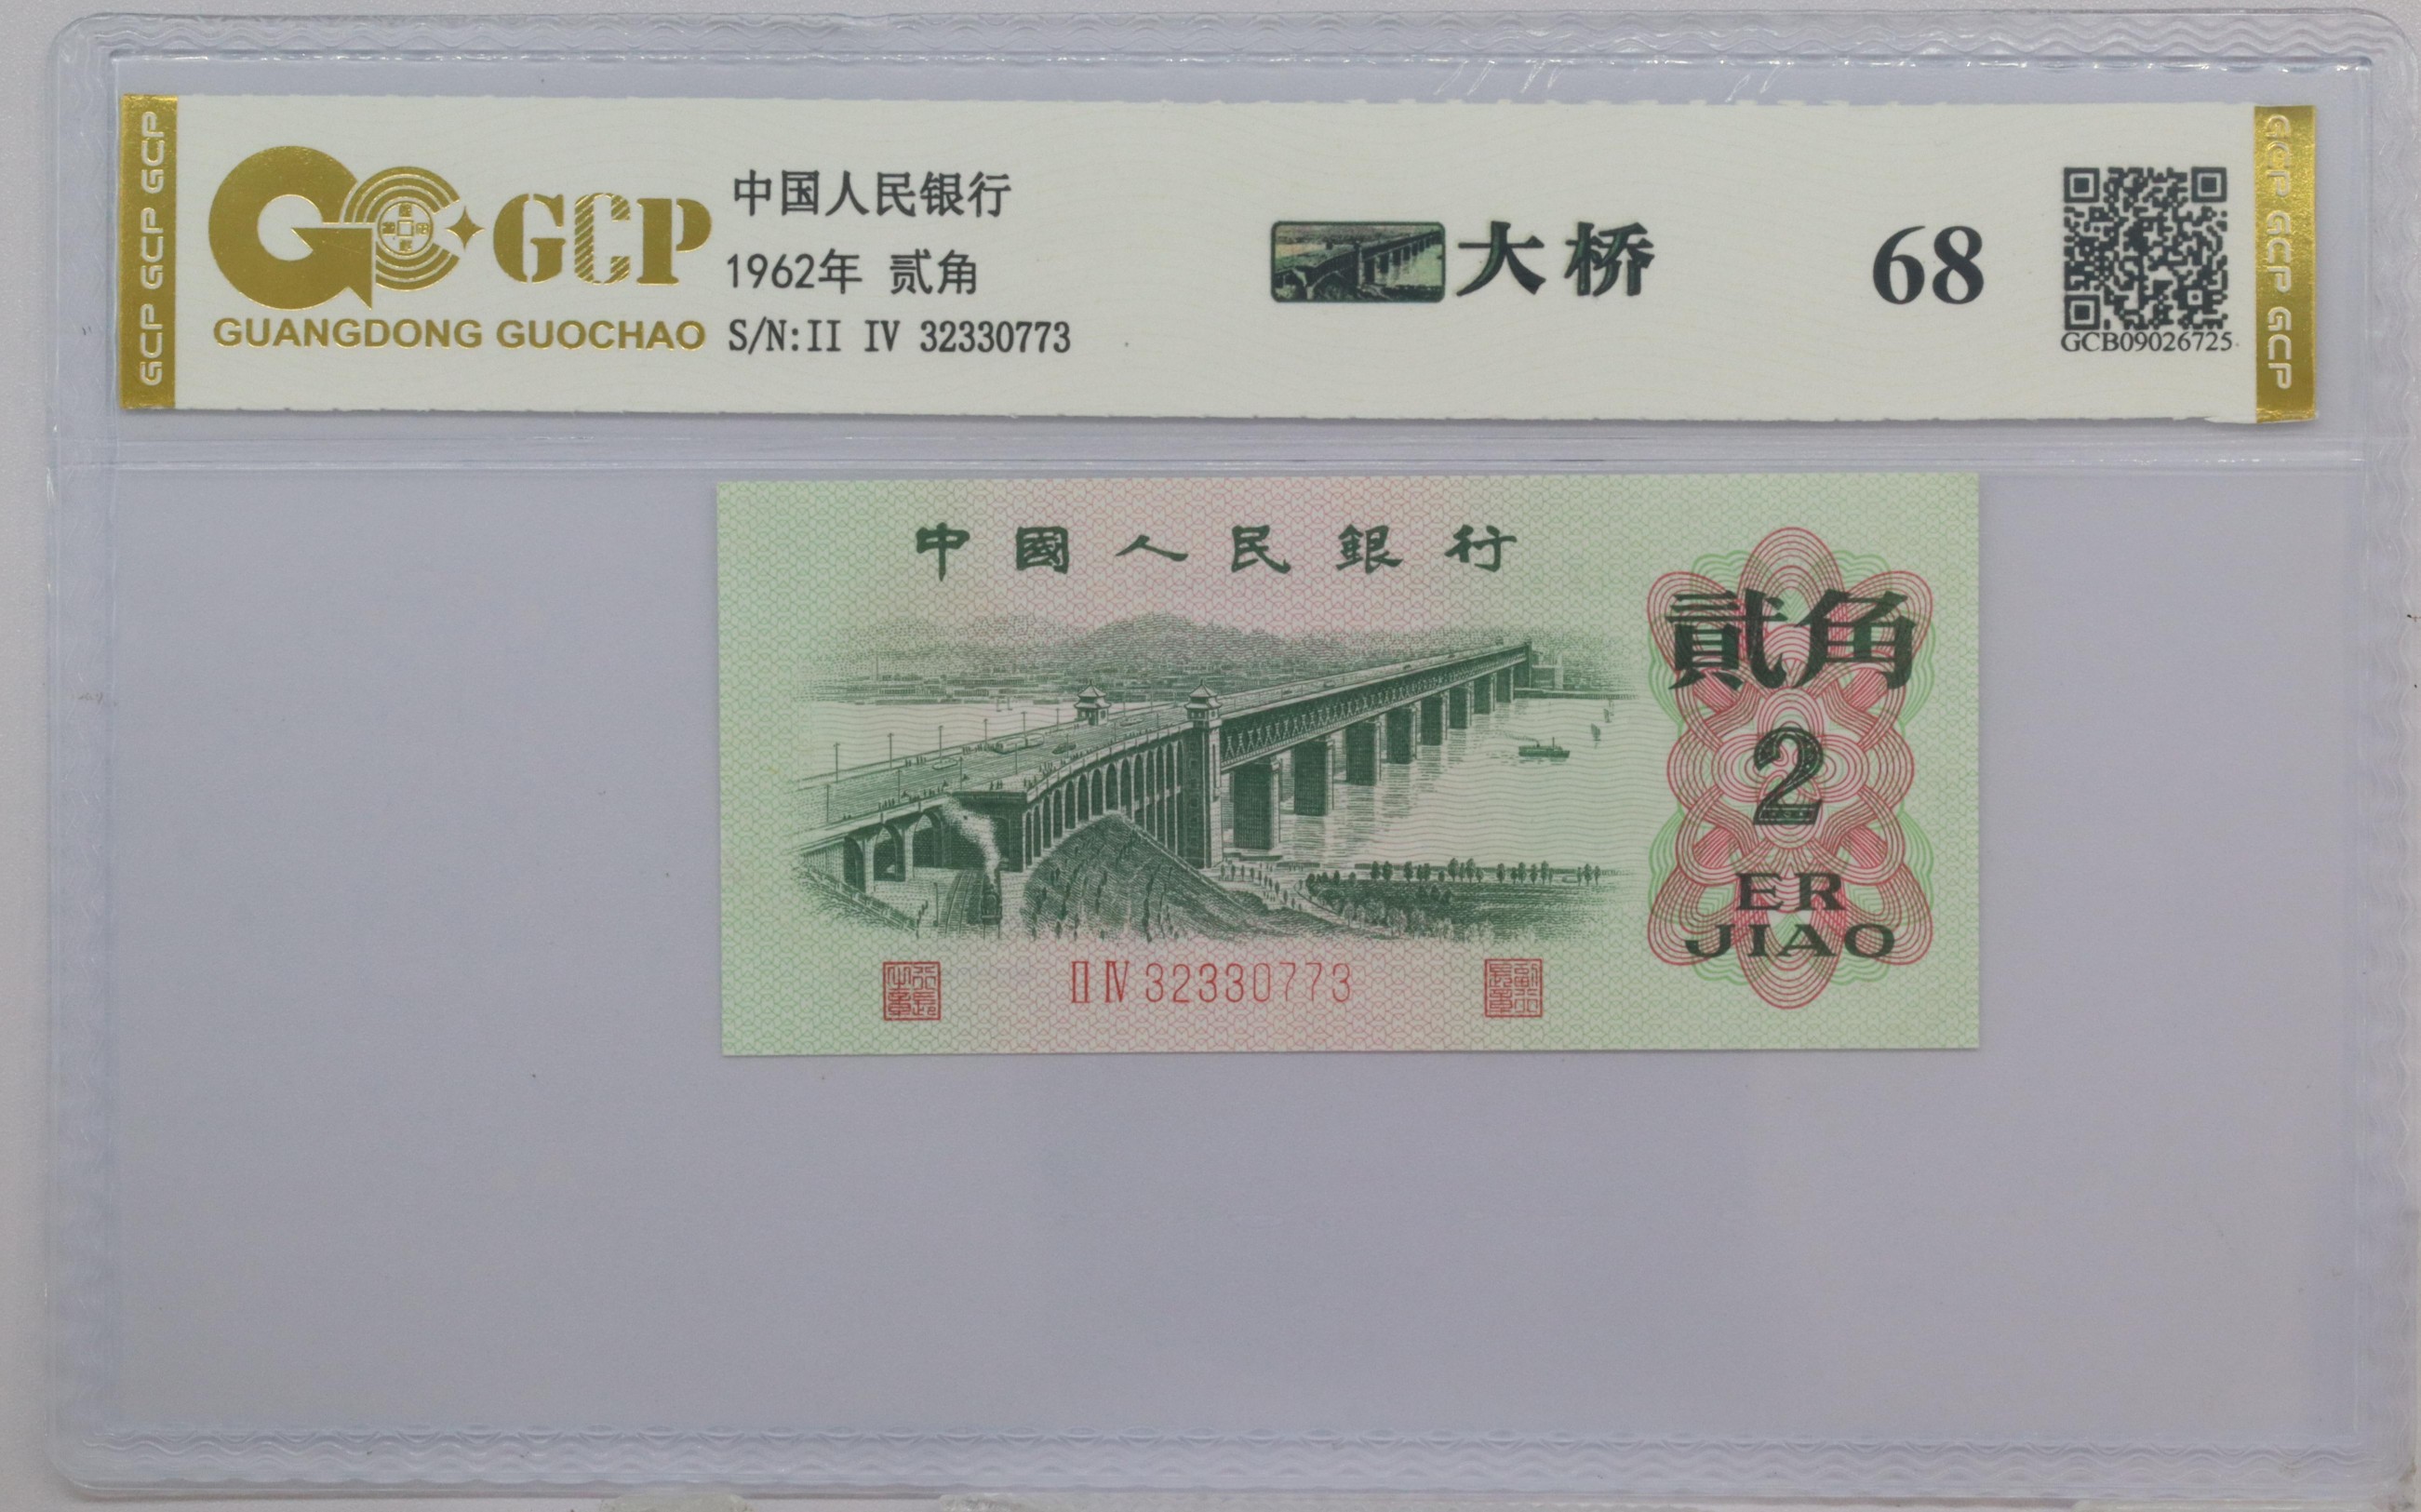 GCP GCP GCP
GCP
GUANGDONG GUOCHAO
中国人民银行
1962年 贰角
S/N:II IV 32330773
大桥
68
GCB09026725
GCP GCP GCP
中國人民銀行
貳角
2
ER
JIAO
II IV 32330773